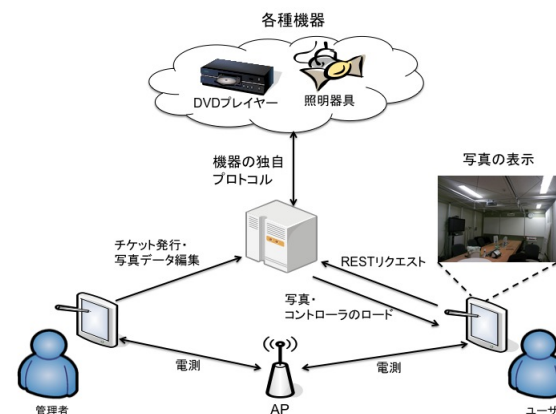 各種機器
DVDプレイヤー
照明器具
機器の独自
プロトコル
写真の表示
チケット発行・
写真データ編集
RESTリクエスト
写真・
コントローラのロード
電測
電測
管理者
AP
ユーザ